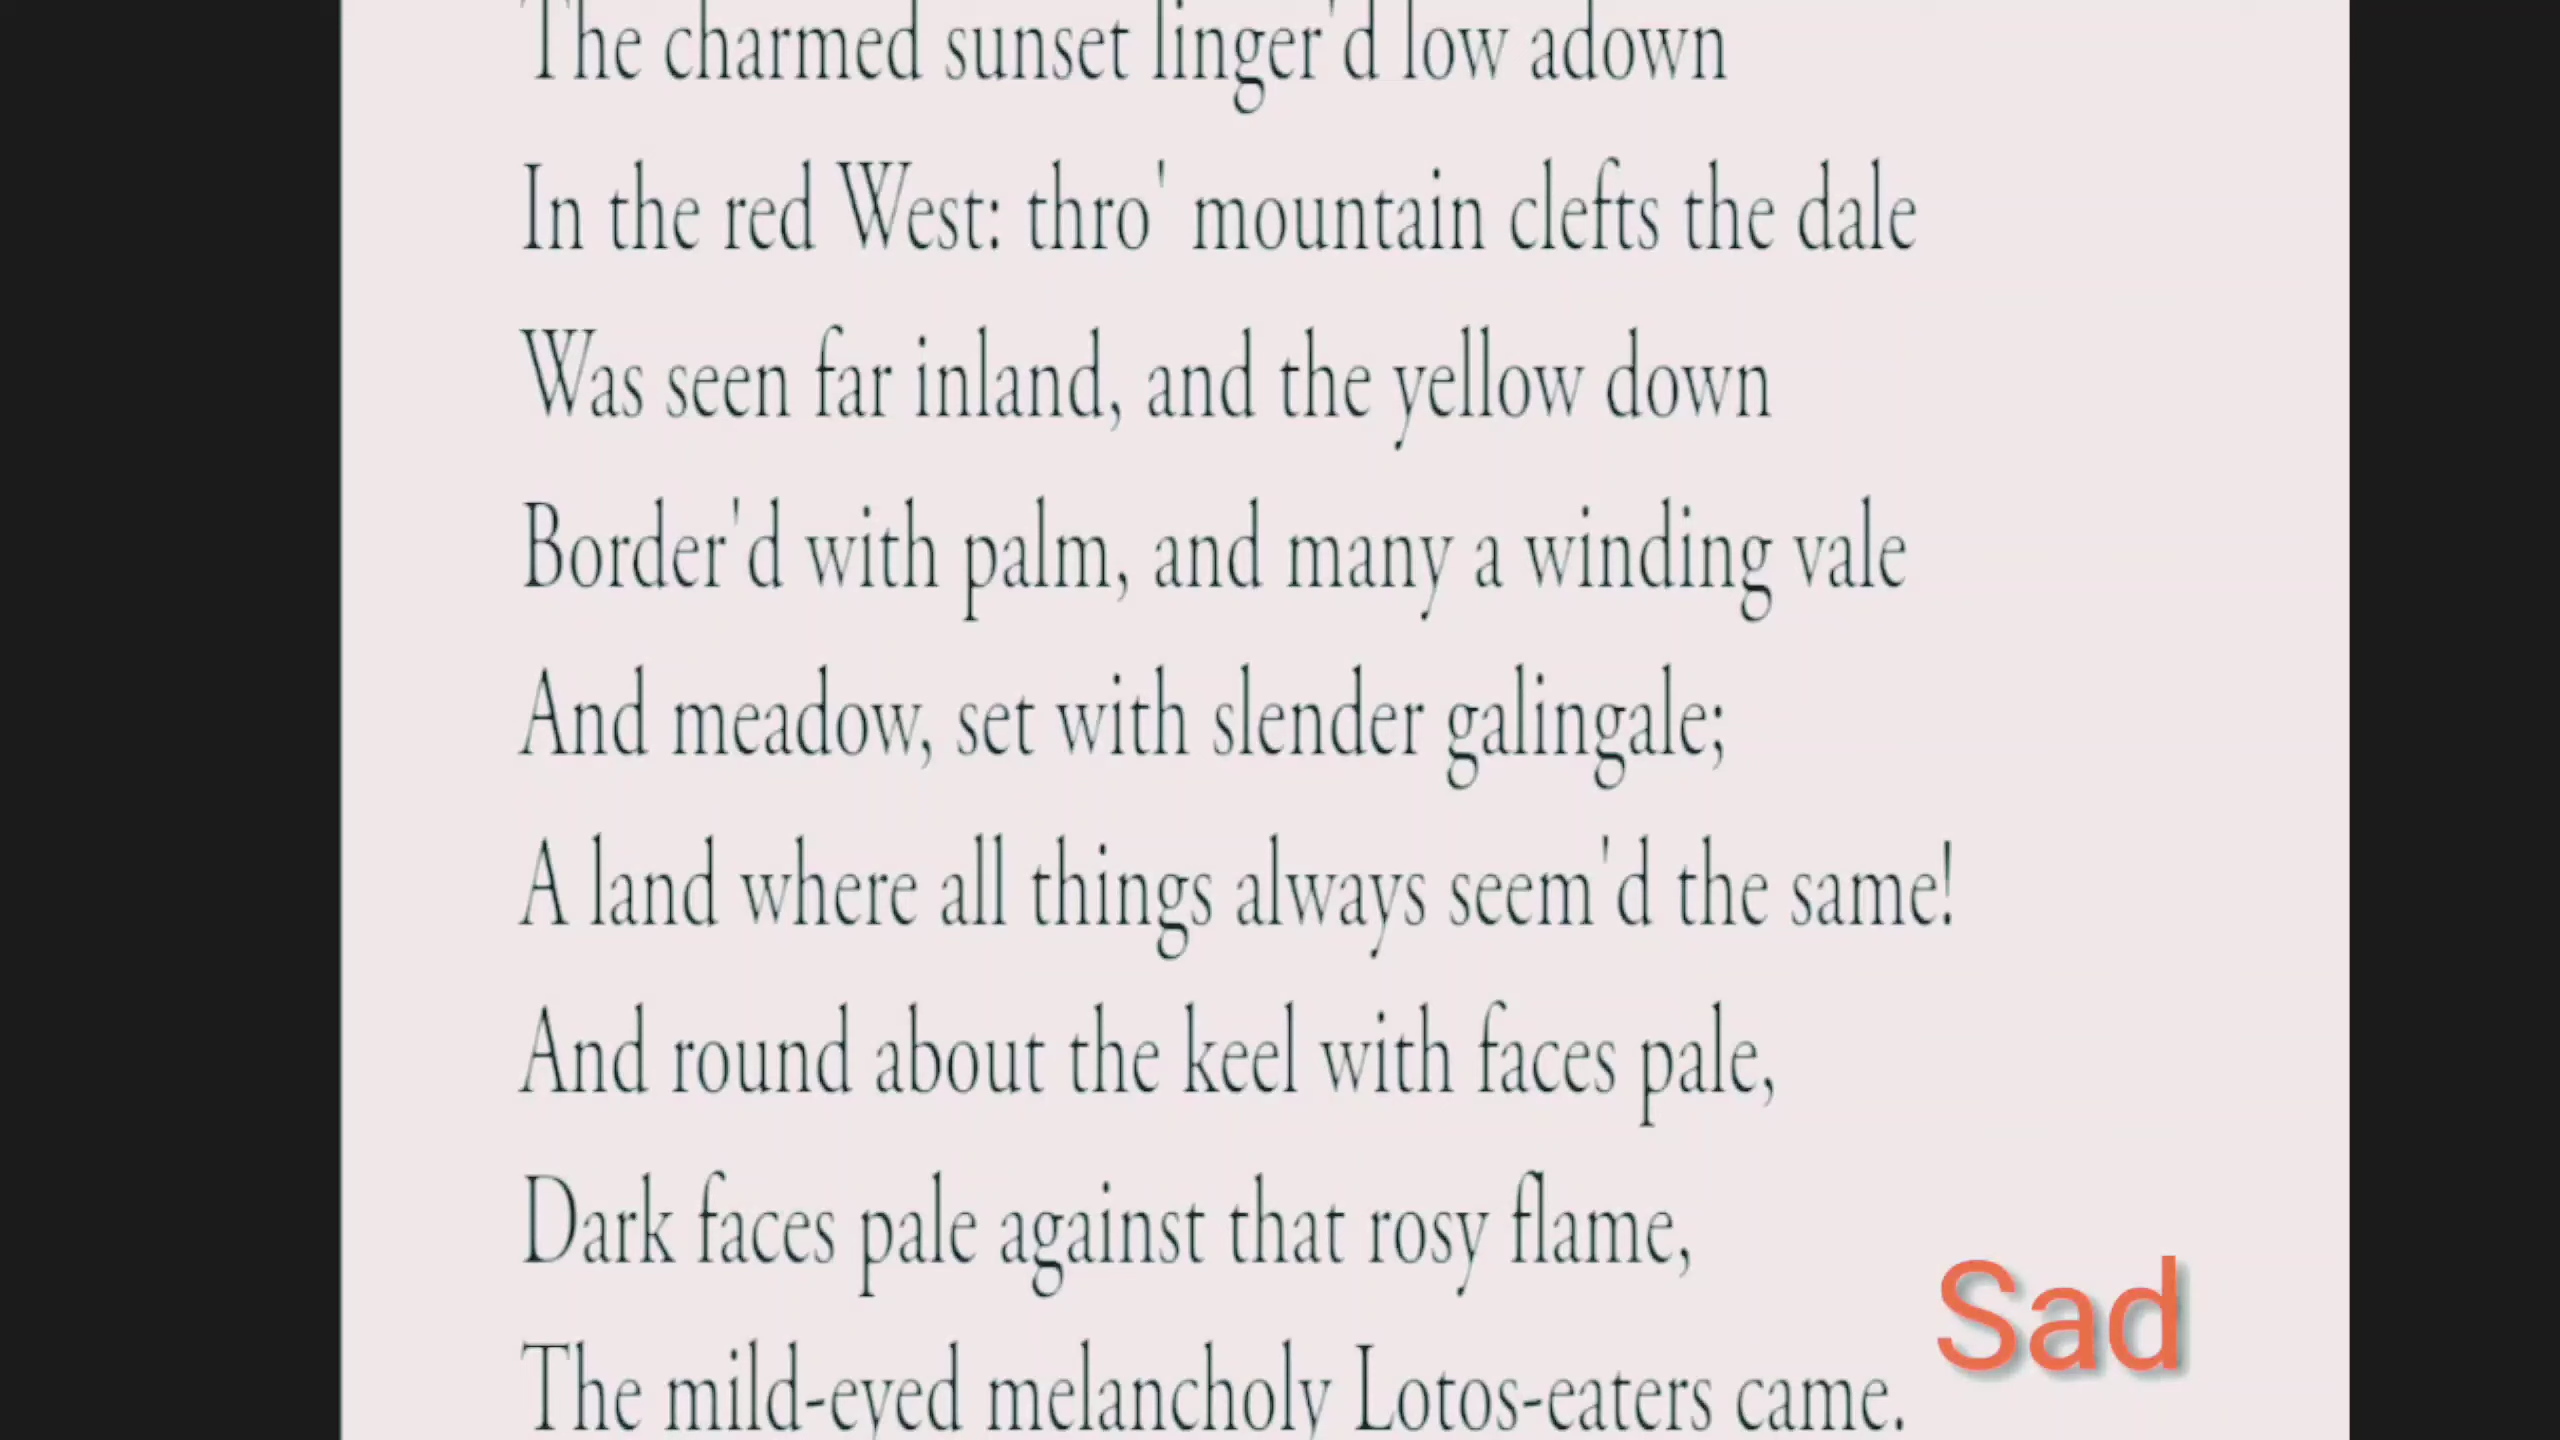 The charmed sunset linger'd low adown
In the red West: thro' mountain clefts the dale
Was seen far inland, and the yellow down
Border'd with palm, and many a winding vale
And meadow, set with slender galingale;
A land where all things always seem'd the same!
And round about the keel with faces pale,
Dark faces pale against that rosy flame,
The mild-eyed melancholy Lotos-eaters came.
Sad